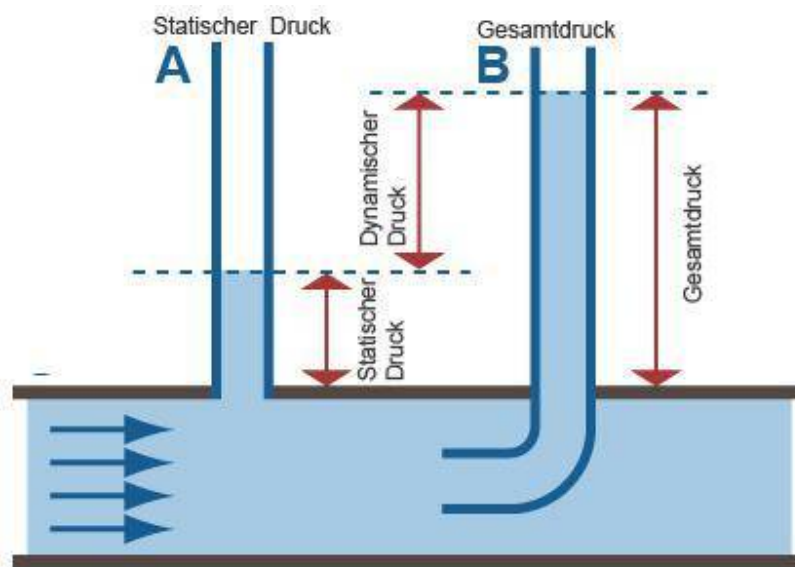 Statischer Druck
A
Gesamtdruck
B
Dynamischer
Druck
Statischer
Druck
Gesamtdruck